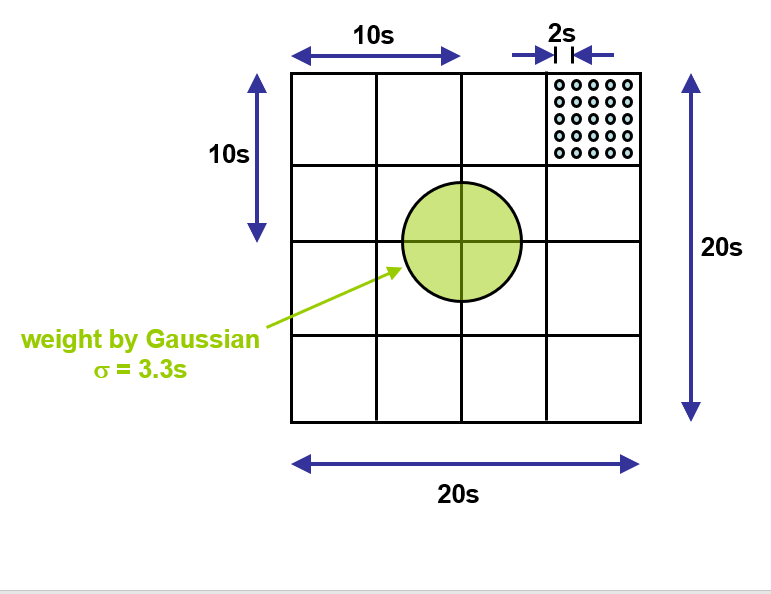 10s
2s
10s
20s
weight by Gaussian
σ = 3.3s
20s